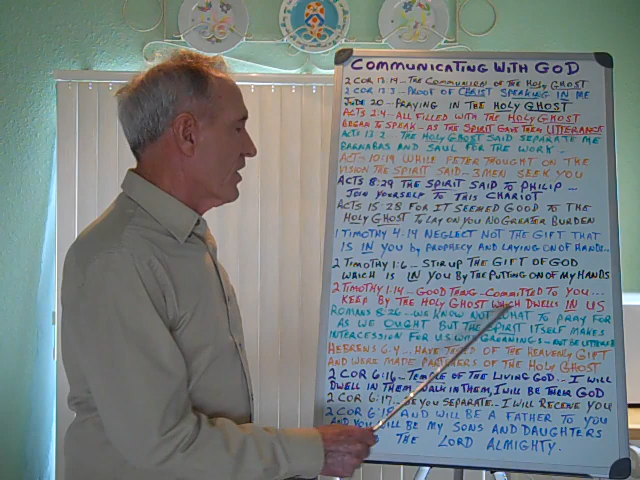 COMMUNICATING WITH GOD
2 COR 13:14 - THE COMMUNION OF THE HOLY GHOST
2 COR 13:3 - PROOF OF CHRIST SPEAKING IN ME
JUDE 20 - PRAYING IN THE HOLY GHOST
ACTS 2:4 - ALL FILLED WITH THE HOLY GHOST
BEGAN TO SPEAK - AS THE SPIRIT GAVE THEM UTTERANCE
ACTS 13:2 - THE HOLY GHOST SAID SEPARATE ME
BARNABAS AND SAUL FOR THE WORK...
ACTS 10:19 WHILE PETER THOUGHT ON THE
VISION THE SPIRIT SAID - 3 MEN SEEK YOU
ACTS 8:29 THE SPIRIT SAID TO PHILIP...
JOIN YOURSELF TO THIS CHARIOT
ACTS 15:28 FOR IT SEEMED GOOD TO THE
HOLY GHOST TO LAY ON YOU NO GREATER BURDEN
1 TIMOTHY 4:14 NEGLECT NOT THE GIFT THAT
IS IN YOU BY PROPHECY AND LAYING ON OF HANDS...
2 TIMOTHY 1:6 - STIR UP THE GIFT OF GOD
WHICH IS IN YOU BY THE PUTTING ON OF MY HANDS
2 TIMOTHY 1:14 - GOOD THING - COMMITTED TO YOU...
KEEP BY THE HOLY GHOST WHICH DWELLS IN US
ROMANS 8:26 - WE KNOW NOT WHAT TO PRAY FOR
AS WE OUGHT BUT THE SPIRIT ITSELF MAKES
INTERCESSION FOR US GROANINGS
HEBREWS 6:4 ... HAVE TASTED OF THE HEAVENLY GIFT
AND WERE MADE PARTAKERS OF THE HOLY GHOST
2 COR 6:16 - TEMPLE OF THE LIVING GOD... I WILL
DWELL IN THEM, WALK IN THEM, I WILL BE THEIR GOD
2 COR 6:17 - BE YOU SEPARATE - I WILL RECEIVE YOU
2 COR 6:18 AND WILL BE A FATHER TO YOU
AND YOU WILL BE MY SONS AND DAUGHTERS
THE LORD ALMIGHTY.